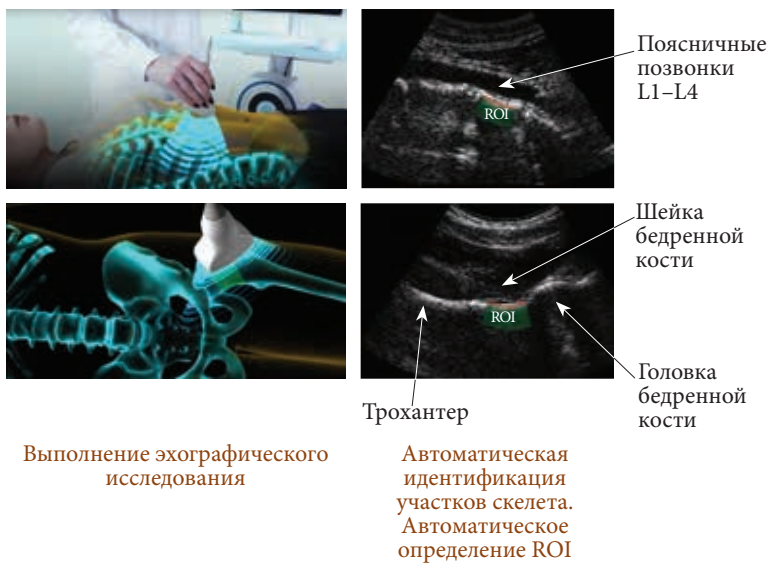 Поясничные
позвонки
L1–L4
ROI
Шейка
бедренной
кости
ROI
Головка
бедренной
кости
Трохантер
Выполнение эхографического
исследования
Автоматическая
идентификация
участков скелета.
Автоматическое
определение ROI